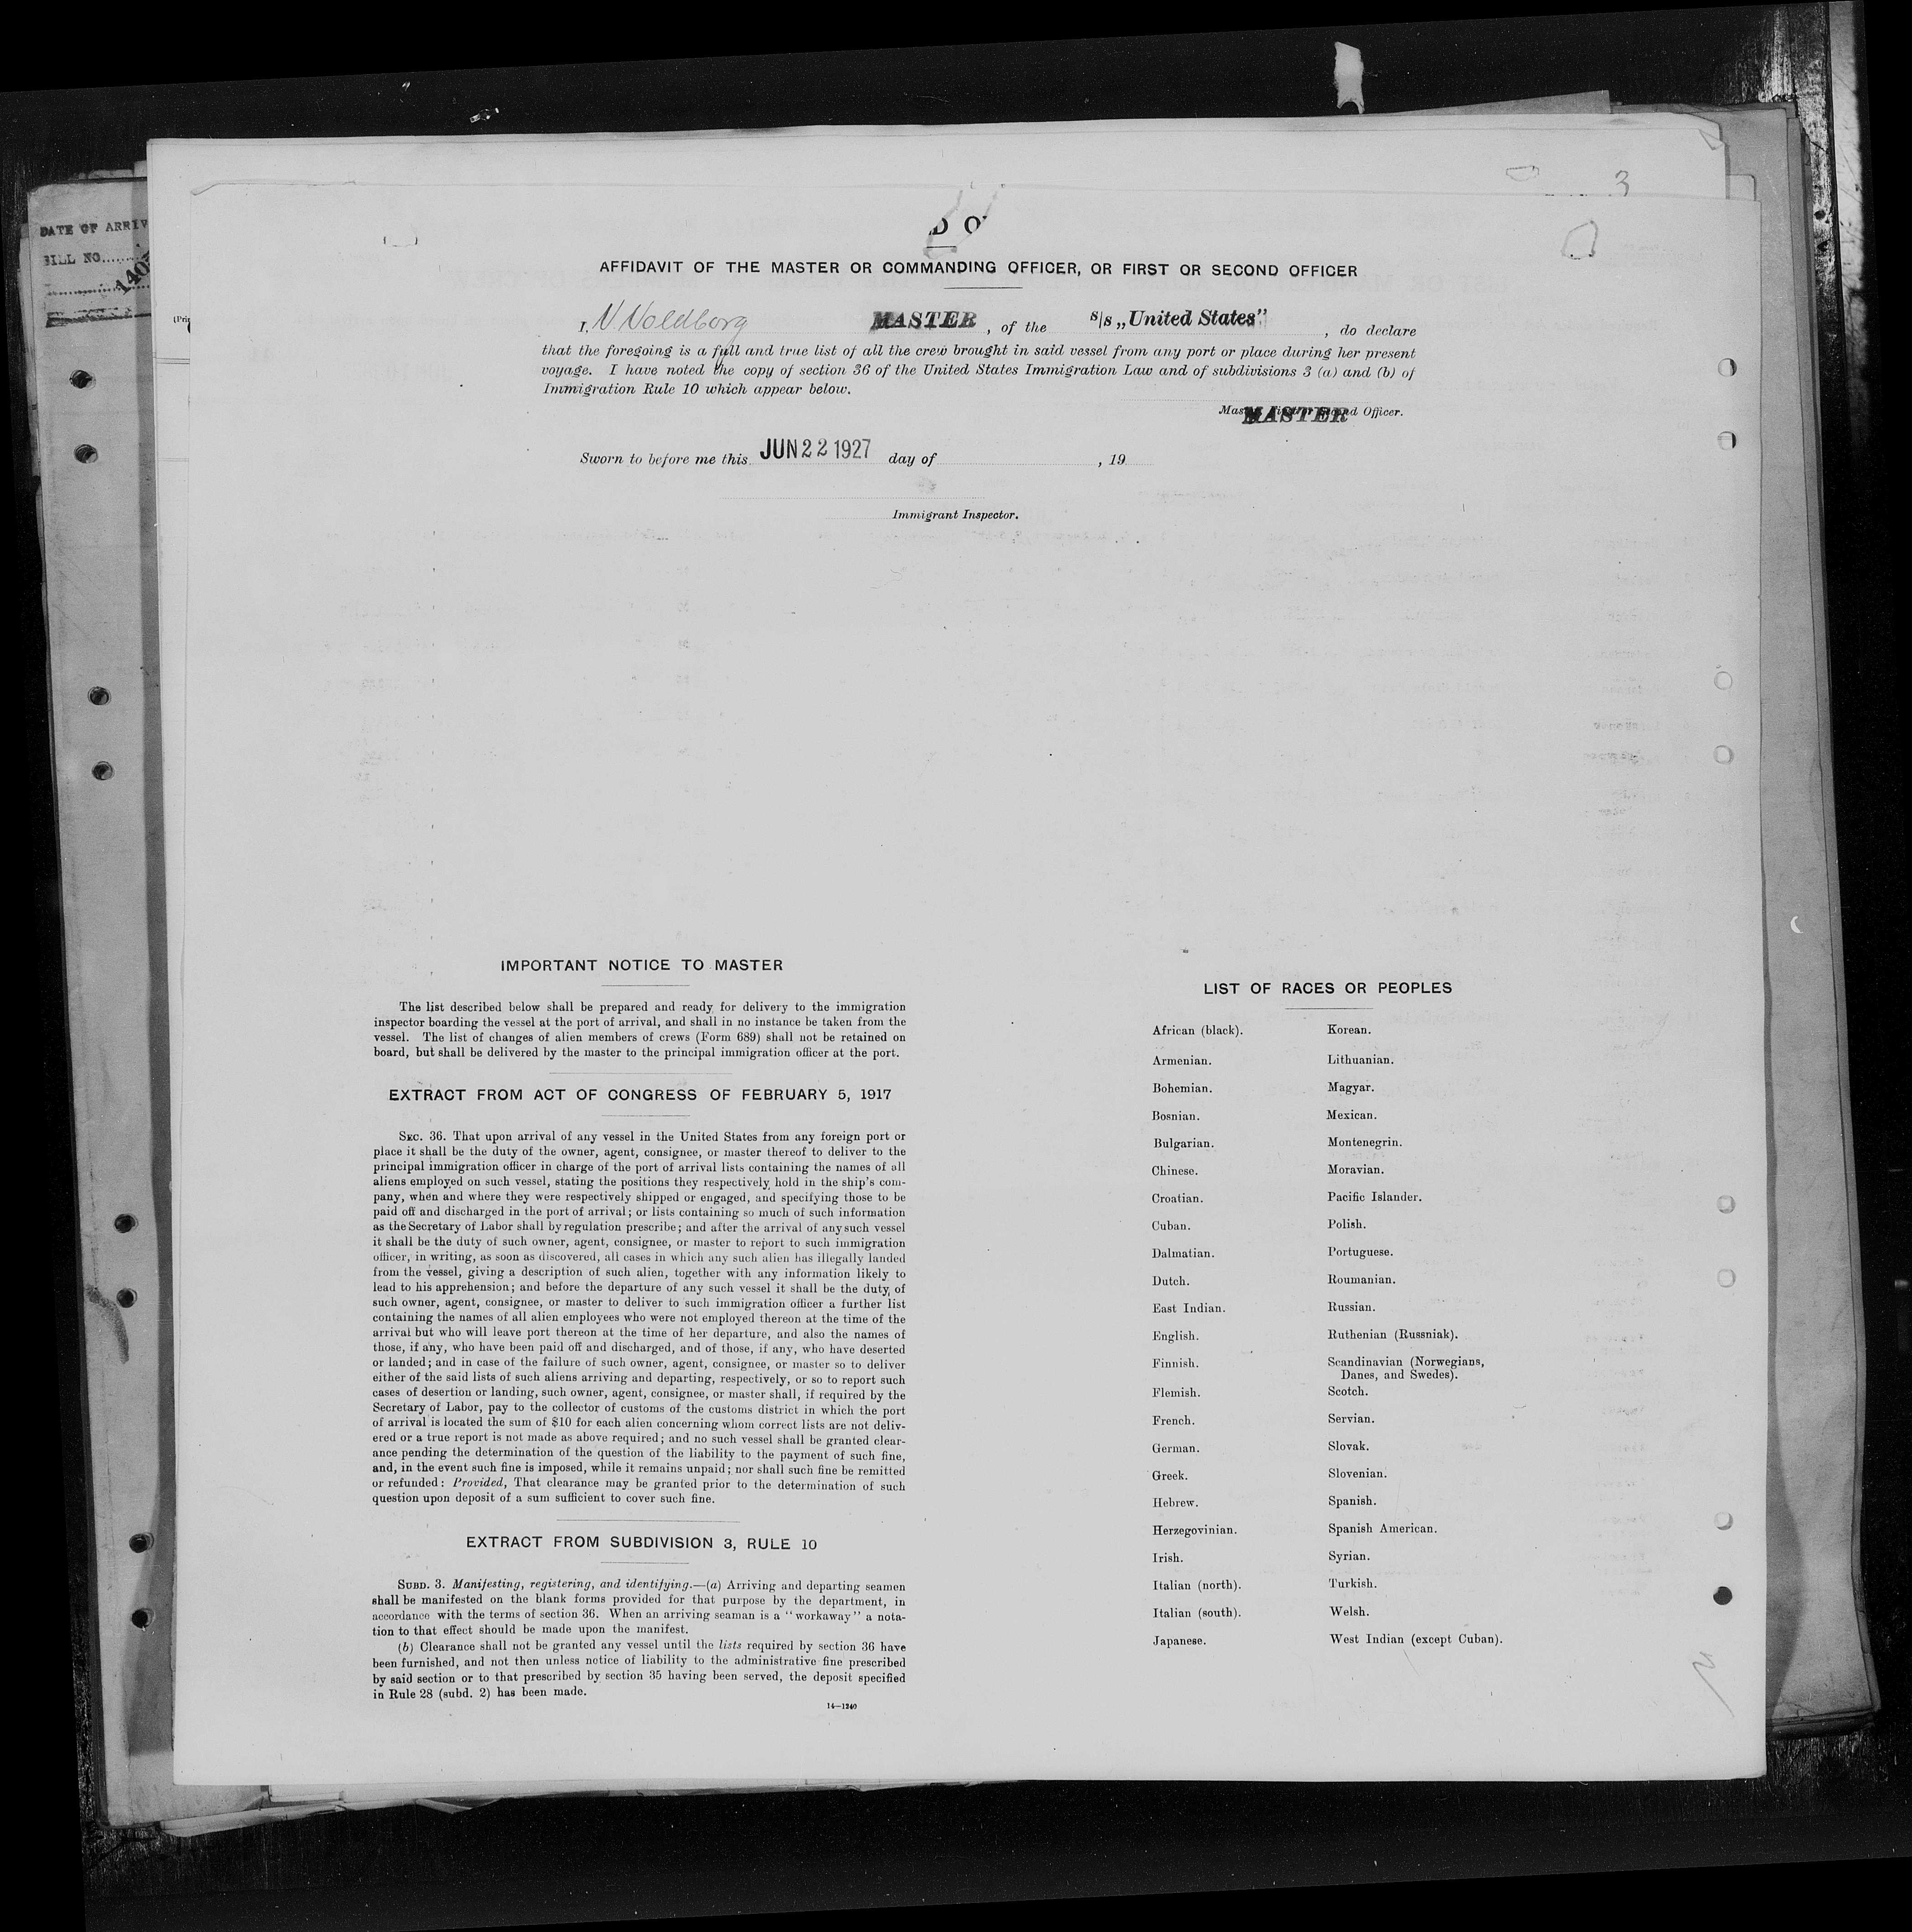 3
DATE OF ARRIV
BILL NO.
D O
AFFIDAVIT OF THE MASTER OR COMMANDING OFFICER, OR FIRST OR SECOND OFFICER
I, MASTER, of the s/s „United States", do declare
that the foregoing is a full and true list of all the crew brought in said vessel from any port or place during her present
voyage. I have noted the copy of section 36 of the United States Immigration Law and of subdivisions 3 (a) and (b) of
Immigration Rule 10 which appear below.
Master, First or Second Officer.
MASTER
Sworn to before me this JUN 22 1927 day of , 19
Immigrant Inspector.
IMPORTANT NOTICE TO MASTER
The list described below shall be prepared and ready for delivery to the immigration
inspector boarding the vessel at the port of arrival, and shall in no instance be taken from the
vessel. The list of changes of alien members of crews (Form 689) shall not be retained on
board, but shall be delivered by the master to the principal immigration officer at the port.
EXTRACT FROM ACT OF CONGRESS OF FEBRUARY 5, 1917
SEC. 36. That upon arrival of any vessel in the United States from any foreign port or
place it shall be the duty of the owner, agent, consignee, or master thereof to deliver to the
principal immigration officer in charge of the port of arrival lists containing the names of all
aliens employed on such vessel, stating the positions they respectively hold in the ship's com-
pany, when and where they were respectively shipped or engaged, and specifying those to be
paid off and discharged in the port of arrival; or lists containing so much of such information
as the Secretary of Labor shall by regulation prescribe; and after the arrival of any such vessel
it shall be the duty of such owner, agent, consignee, or master to report to such immigration
officer, in writing, as soon as discovered, all cases in which any such alien has illegally landed
from the vessel, giving a description of such alien, together with any information likely to
lead to his apprehension; and before the departure of any such vessel it shall be the duty of
such owner, agent, consignee, or master to deliver to such immigration officer a further list
containing the names of all alien employees who were not employed thereon at the time of the
arrival but who will leave port thereon at the time of her departure, and also the names of
those, if any, who have been paid off and discharged, and of those, if any, who have deserted
or landed; and in case of the failure of such owner, agent, consignee, or master so to deliver
either of the said lists of such aliens arriving and departing, respectively, or so to report such
cases of desertion or landing, such owner, agent, consignee, or master shall, if required by the
Secretary of Labor, pay to the collector of customs of the customs district in which the port
of arrival is located the sum of $10 for each alien concerning whom correct lists are not deliv-
ered or a true report is not made as above required; and no such vessel shall be granted clear-
ance pending the determination of the question of the liability to the payment of such fine,
and, in the event such fine is imposed, while it remains unpaid; nor shall such fine be remitted
or refunded: Provided, That clearance may be granted prior to the determination of such
question upon deposit of a sum sufficient to cover such fine.
EXTRACT FROM SUBDIVISION 3, RULE 10
SUBD. 3. Manifesting, registering, and identifying.—(a) Arriving and departing seamen
shall be manifested on the blank forms provided for that purpose by the department, in
accordance with the terms of section 36. When an arriving seaman is a "workaway" a nota-
tion to that effect should be made upon the manifest.
(b) Clearance shall not be granted any vessel until the lists required by section 36 have
been furnished, and not then unless notice of liability to the administrative fine prescribed
by said section or to that prescribed by section 35 having been served, the deposit specified
in Rule 28 (subd. 2) has been made.
14—1240
LIST OF RACES OR PEOPLES
African (black). Korean.
Armenian. Lithuanian.
Bohemian. Magyar.
Bosnian. Mexican.
Bulgarian. Montenegrin.
Chinese. Moravian.
Croatian. Pacific Islander.
Cuban. Polish.
Dalmatian. Portuguese.
Dutch. Roumanian.
East Indian. Russian.
English. Ruthenian (Russniak).
Finnish. Scandinavian (Norwegians,
Danes, and Swedes).
Flemish. Scotch.
French. Servian.
German. Slovak.
Greek. Slovenian.
Hebrew. Spanish.
Herzegovinian. Spanish American.
Irish. Syrian.
Italian (north). Turkish.
Italian (south). Welsh.
Japanese. West Indian (except Cuban).